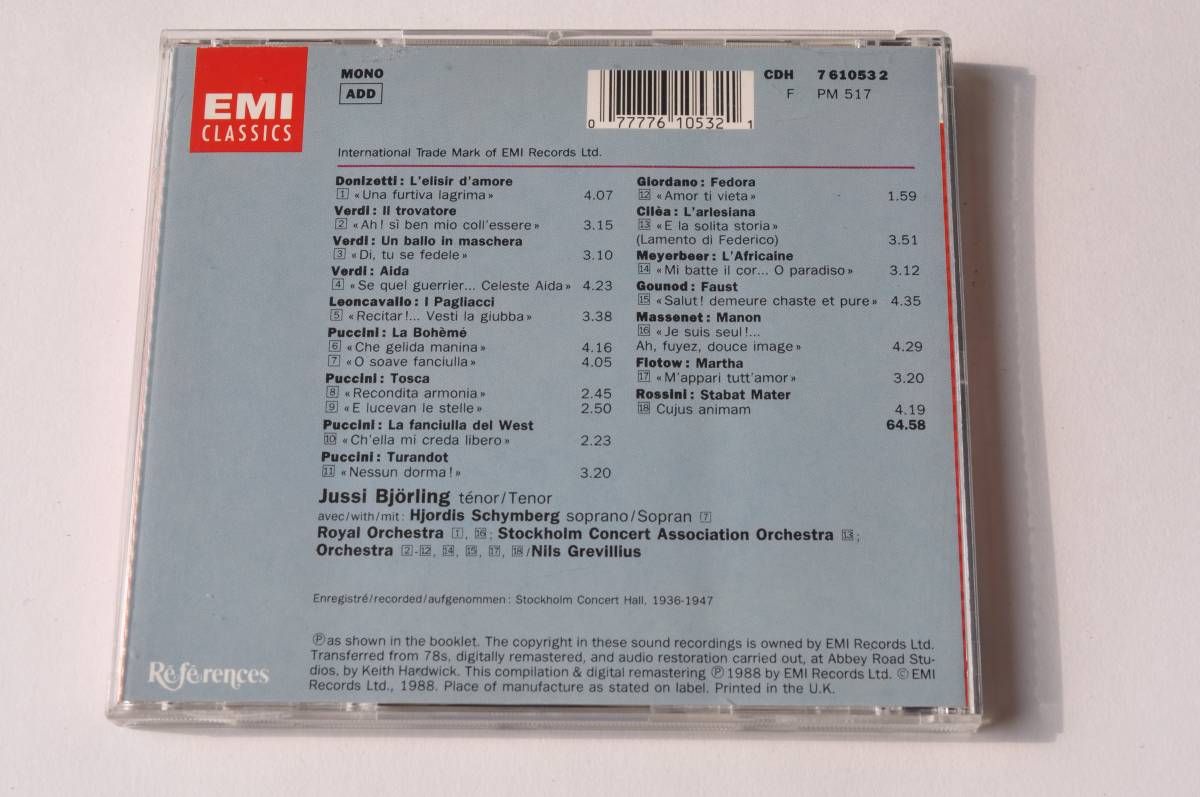 EMI
CLASSICS
MONO
ADD
0 77776 10532 1
CDH 7 61053 2
F PM 517
International Trade Mark of EMI Records Ltd.
Donizetti: L'elisir d'amore
1 «Una furtiva lagrima» 4.07
Verdi: Il trovatore
2 «Ah! sì ben mio coll'essere» 3.15
Verdi: Un ballo in maschera
3 «Di, tu se fedele» 3.10
Verdi: Aida
4 «Se quel guerrier... Celeste Aida» 4.23
Leoncavallo: I Pagliacci
5 «Recitar!... Vesti la giubba» 3.38
Puccini: La Bohèmé
6 «Che gelida manina» 4.16
7 «O soave fanciulla» 4.05
Puccini: Tosca
8 «Recondita armonia» 2.45
9 «E lucevan le stelle» 2.50
Puccini: La fanciulla del West
10 «Ch'ella mi creda libero» 2.23
Puccini: Turandot
11 «Nessun dorma!» 3.20
Giordano: Fedora
12 «Amor ti vieta» 1.59
Cilèa: L'arlesiana
13 «E la solita storia»
(Lamento di Federico) 3.51
Meyerbeer: L'Africaine
14 «Mi batte il cor... O paradiso» 3.12
Gounod: Faust
15 «Salut! demeure chaste et pure» 4.35
Massenet: Manon
16 «Je suis seul!...
Ah, fuyez, douce image» 4.29
Flotow: Martha
17 «M'appari tutt'amor» 3.20
Rossini: Stabat Mater
18 Cujus animam 4.19
64.58
Jussi Björling ténor/Tenor
avec/with/mit: Hjordis Schymberg soprano/Sopran 7
Royal Orchestra 1, 16; Stockholm Concert Association Orchestra 13;
Orchestra 2-12, 14, 15, 17, 18/Nils Grevillius
Enregistré/recorded/aufgenommen: Stockholm Concert Hall, 1936-1947
Ⓟas shown in the booklet. The copyright in these sound recordings is owned by EMI Records Ltd.
Transferred from 78s, digitally remastered, and audio restoration carried out, at Abbey Road Stu-
dios, by Keith Hardwick. This compilation & digital remastering Ⓟ1988 by EMI Records Ltd. ©EMI
Records Ltd., 1988. Place of manufacture as stated on label. Printed in the U.K.
Références